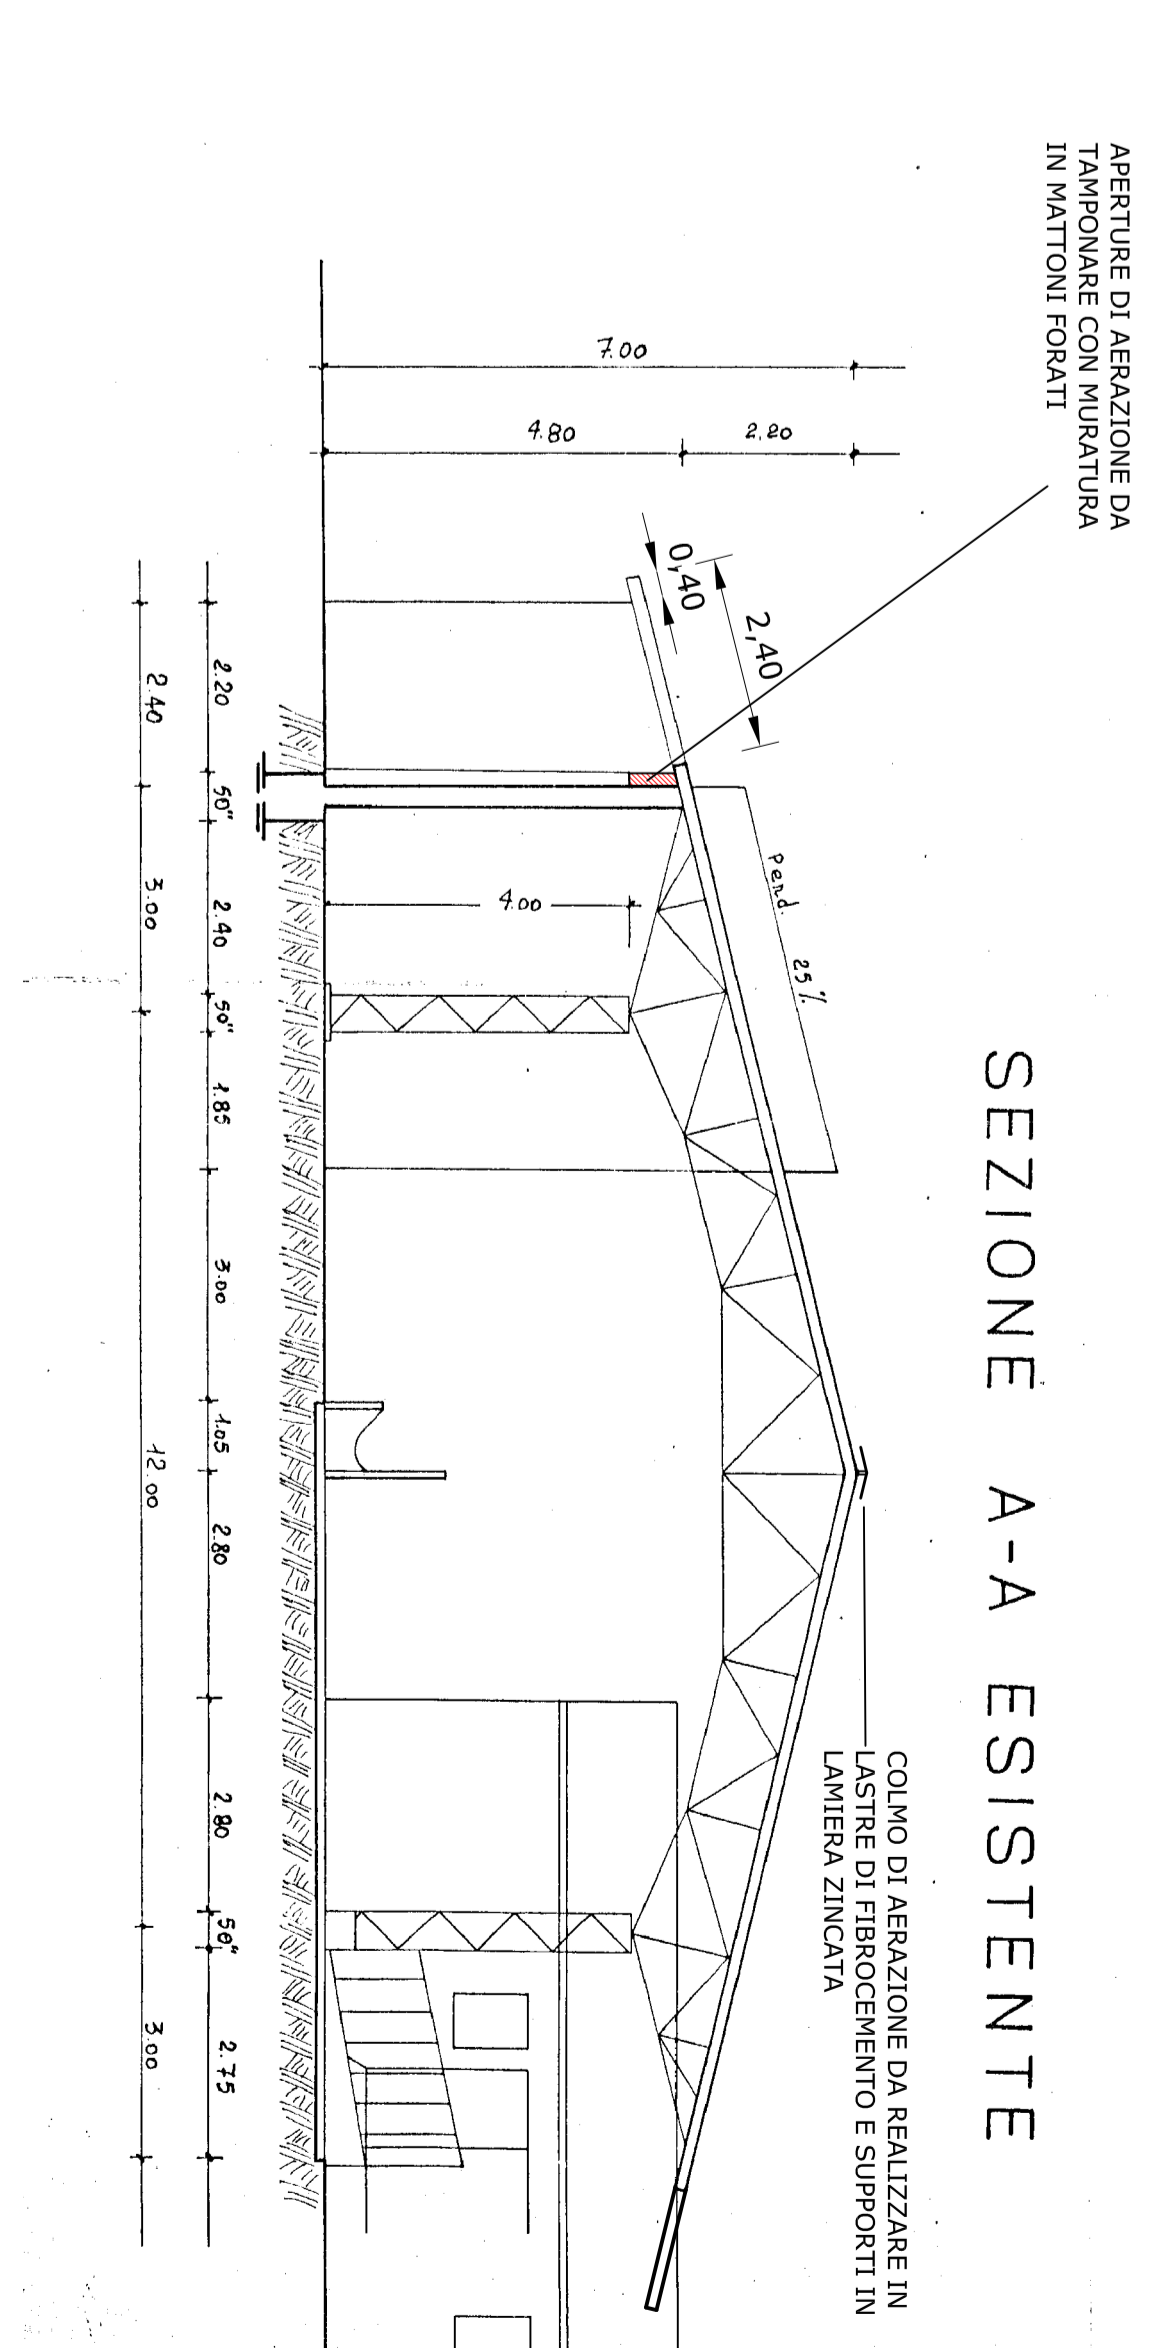 APERTURE DI AERAZIONE DA
TAMPONARE CON MURATURA
IN MATTONI FORATI
SEZIONE A-A ESISTENTE
COLMO DI AERAZIONE DA REALIZZARE IN
LASTRE DI FIBROCEMENTO E SUPPORTI IN
LAMIERA ZINCATA
7.00
4.80
2.20
0,40
2,40
Pend. 25%
4.00
2.20
50"
2.40
50"
1.85
3.00
1.05
2.80
2.80
50"
2.75
2.40
3.00
12.00
3.00